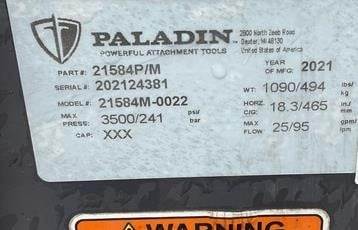 PALADIN
POWERFUL ATTACHMENT TOOLS
2800 North Zeeb Road
Dexter, MI 48130
United States of America
PART #: 21584P/M
YEAR OF MFG: 2021
SERIAL #: 202124381
WT: 1090/494 lbs/kg
MODEL #: 21584M-0022
HORZ. C/G: 18.3/465 in/mm
MAX PRESS: 3500/241 psi/bar
MAX FLOW 25/95 gpm/
CAP: XXX
WARNING